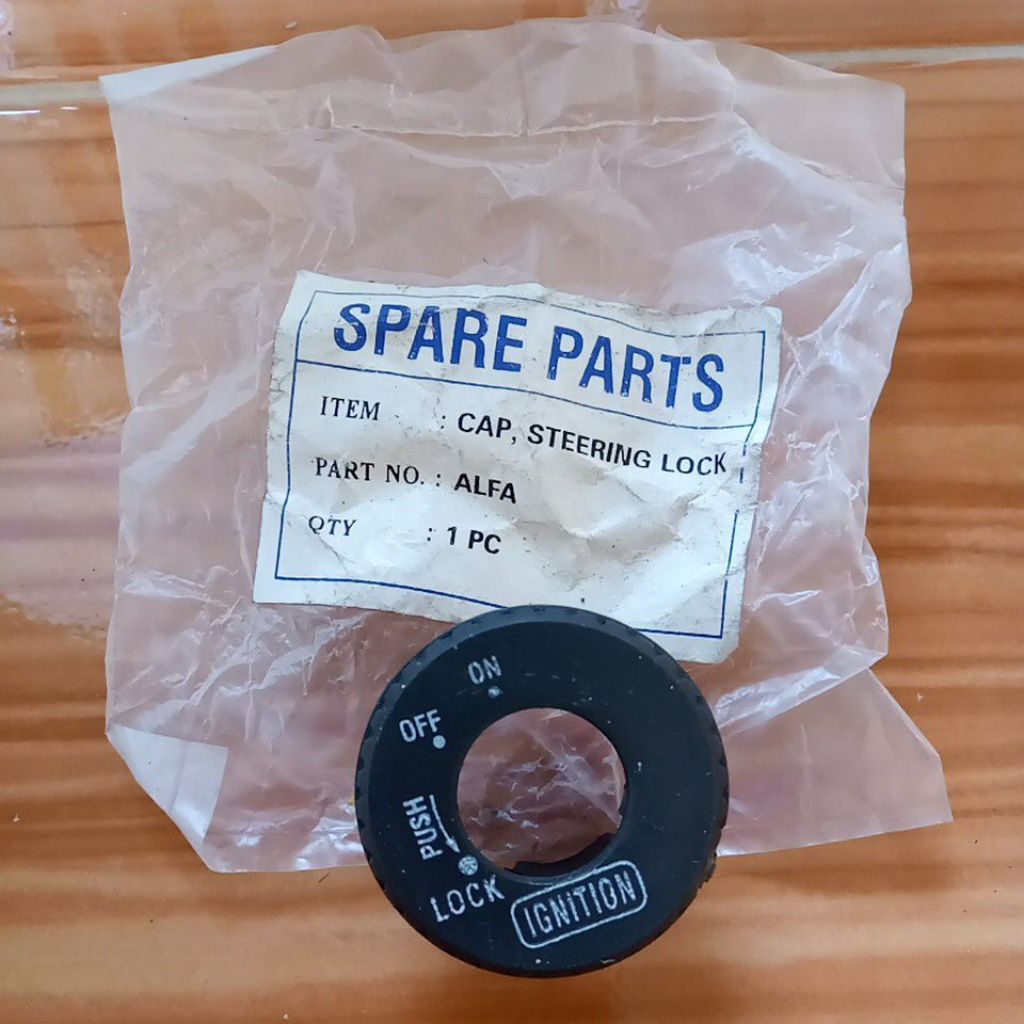 SPARE PARTS
ITEM : CAP, STEERING LOCK
PART NO. : ALFA
QTY : 1 PC
ON
OFF
PUSH
LOCK
IGNITION